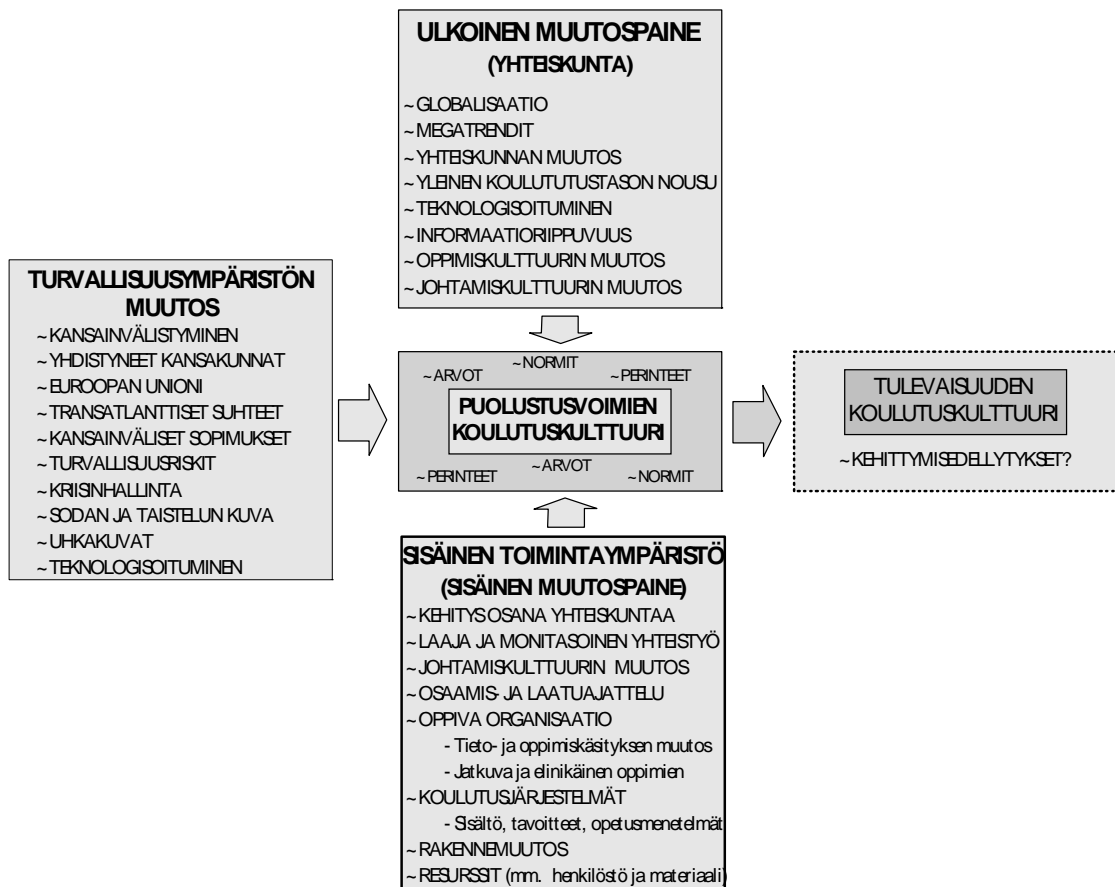 ULKOINEN MUUTOSPAINE
(YHTEISKUNTA)
~GLOBALISAATIO
~MEGATRENDIT
~YHTEISKUNNAN MUUTOS
~YLEINEN KOULUTUTUSTASON NOUSU
~TEKNOLOGISOITUMINEN
~INFORMAATIORIIPPUVUUS
~OPPIMISKULTTUURIN MUUTOS
~JOHTAMISKULTTUURIN MUUTOS
TURVALLISUUSYMPÄRISTÖN
MUUTOS
~KANSAINVÄLISTYMINEN
~YHDISTYNEET KANSAKUNNAT
~EUROOPAN UNIONI
~TRANSATLANTTISET SUHTEET
~KANSAINVÄLISET SOPIMUKSET
~TURVALLISUUSRISKIT
~KRIISINHALLINTA
~SODAN JA TAISTELUN KUVA
~UHKAKUVAT
~TEKNOLOGISOITUMINEN
~NORMIT
~ARVOT
~PERINTEET
PUOLUSTUSVOIMIEN
KOULUTUSKULTTUURI
~ARVOT
~PERINTEET
~NORMIT
TULEVAISUUDEN
KOULUTUSKULTTUURI
~KEHITTYMISEDELLYTYKSET?
SISÄINEN TOIMINTAYMPÄRISTÖ
(SISÄINEN MUUTOSPAINE)
~KEHITYS OSANA YHTEISKUNTAA
~LAAJA JA MONITASOINEN YHTEISTYÖ
~JOHTAMISKULTTUURIN MUUTOS
~OSAAMIS- JA LAATUAJATTELU
~OPPIVA ORGANISAATIO
- Tieto- ja oppimiskäsityksen muutos
- Jatkuva ja elinikäinen oppimien
~KOULUTUSJÄRJESTELMÄT
- Sisältö, tavoitteet, opetusmenetelmät
~RAKENNEMUUTOS
~RESURSSIT (mm. henkilöstö ja materiaali)